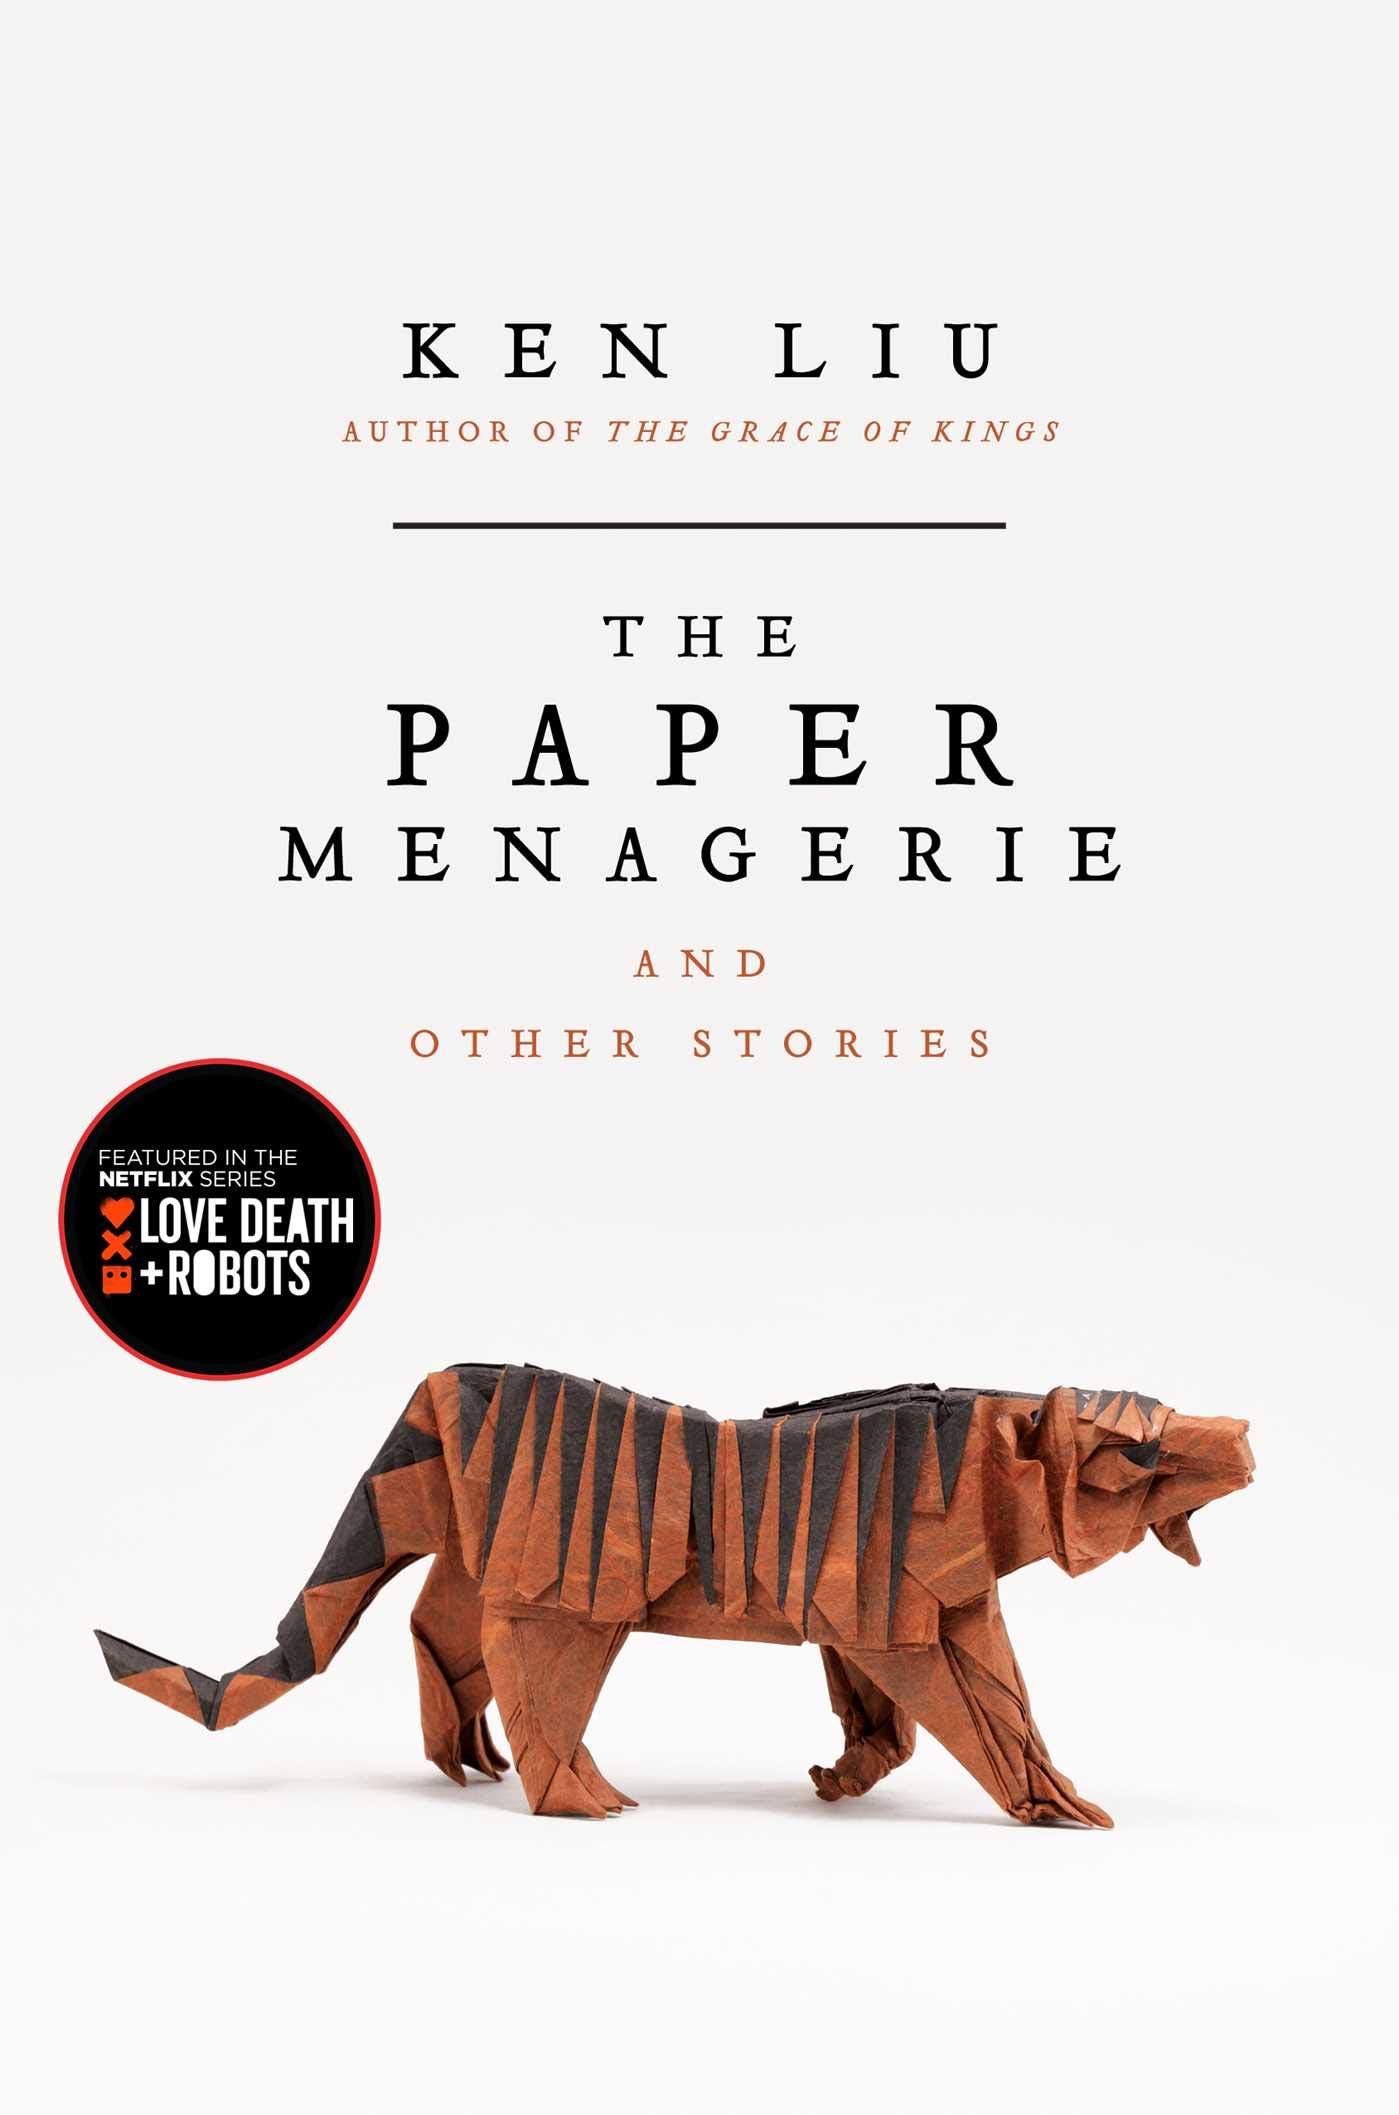 KEN LIU
AUTHOR OF THE GRACE OF KINGS
THE
PAPER
MENAGERIE
AND
OTHER STORIES
FEATURED IN THE
NETFLIX SERIES
LOVE DEATH
+ROBOTS